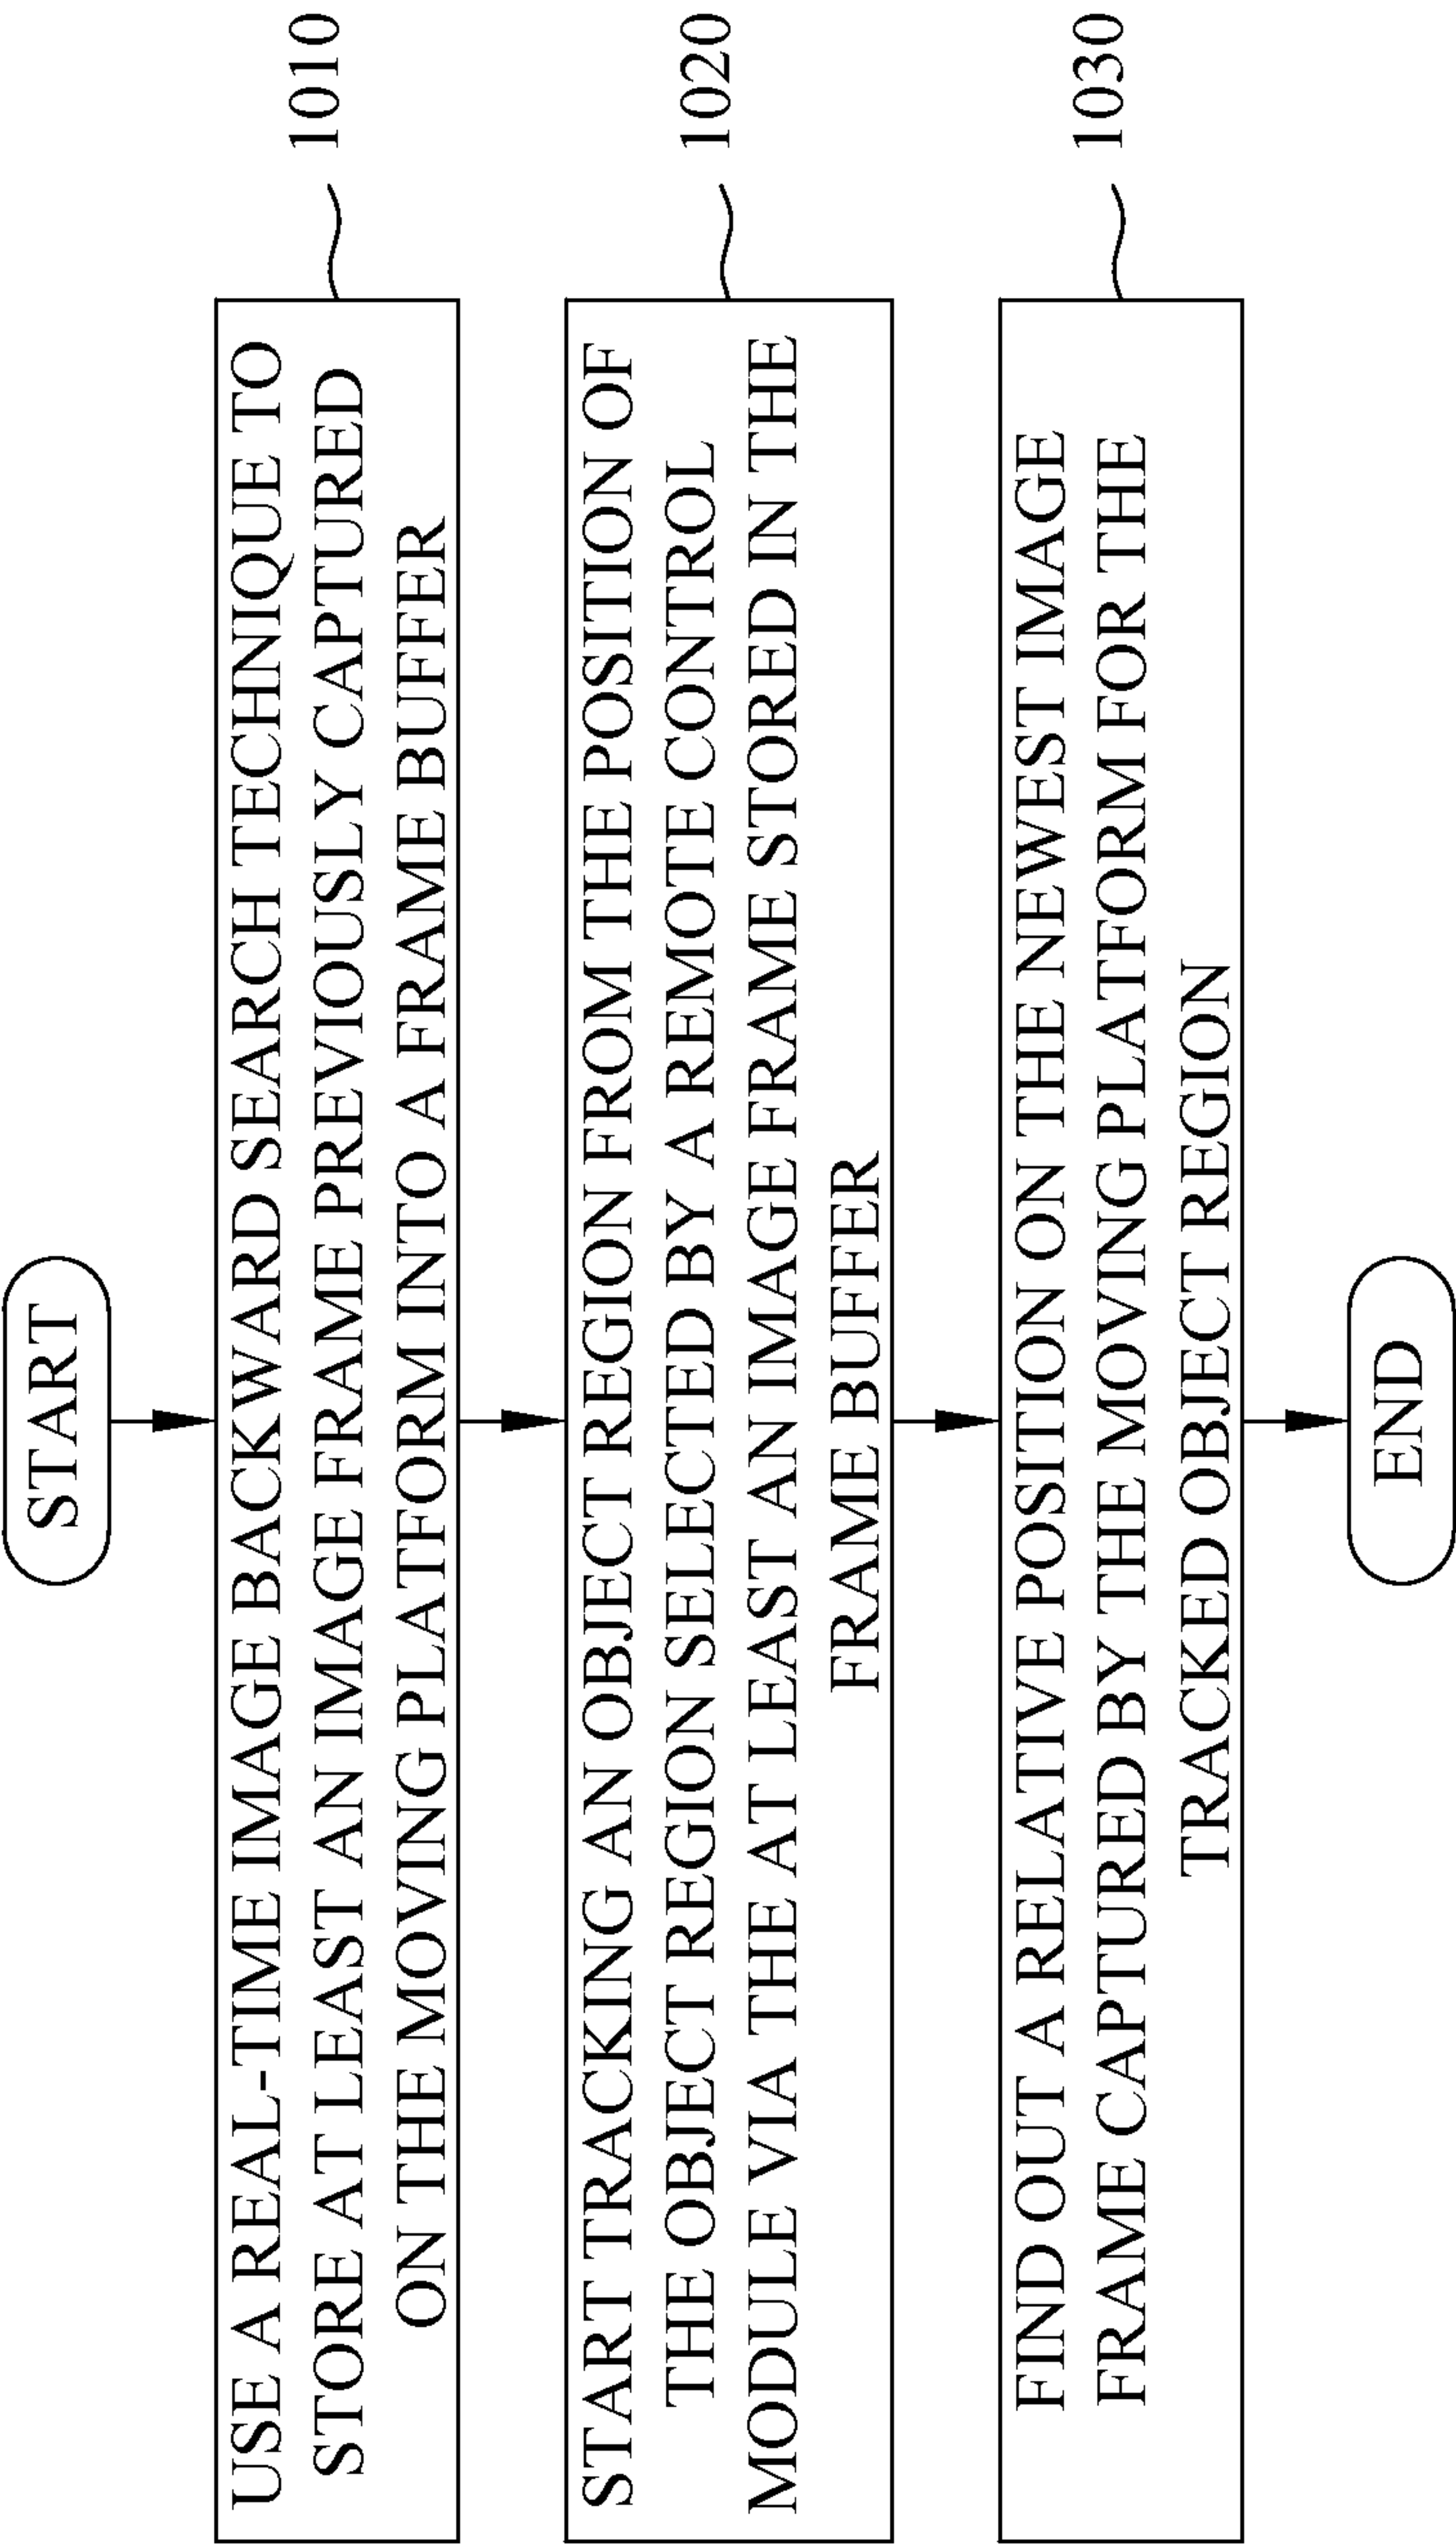 START
USE A REAL-TIME IMAGE BACKWARD SEARCH TECHNIQUE TO
STORE AT LEAST AN IMAGE FRAME PREVIOUSLY CAPTURED
ON THE MOVING PLATFORM INTO A FRAME BUFFER
1010
START TRACKING AN OBJECT REGION FROM THE POSITION OF
THE OBJECT REGION SELECTED BY A REMOTE CONTROL
MODULE VIA THE AT LEAST AN IMAGE FRAME STORED IN THE
FRAME BUFFER
1020
FIND OUT A RELATIVE POSITION ON THE NEWEST IMAGE
FRAME CAPTURED BY THE MOVING PLATFORM FOR THE
TRACKED OBJECT REGION
1030
END